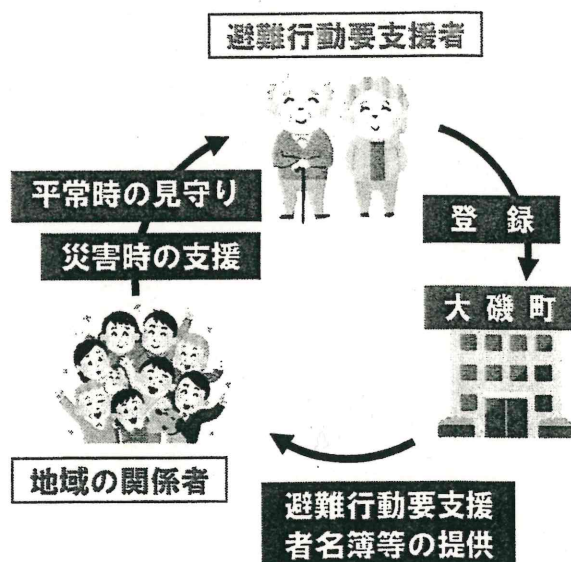 避難行動要支援者
平常時の見守り
災害時の支援
登録
大磯町
地域の関係者
避難行動要支援
者名簿等の提供